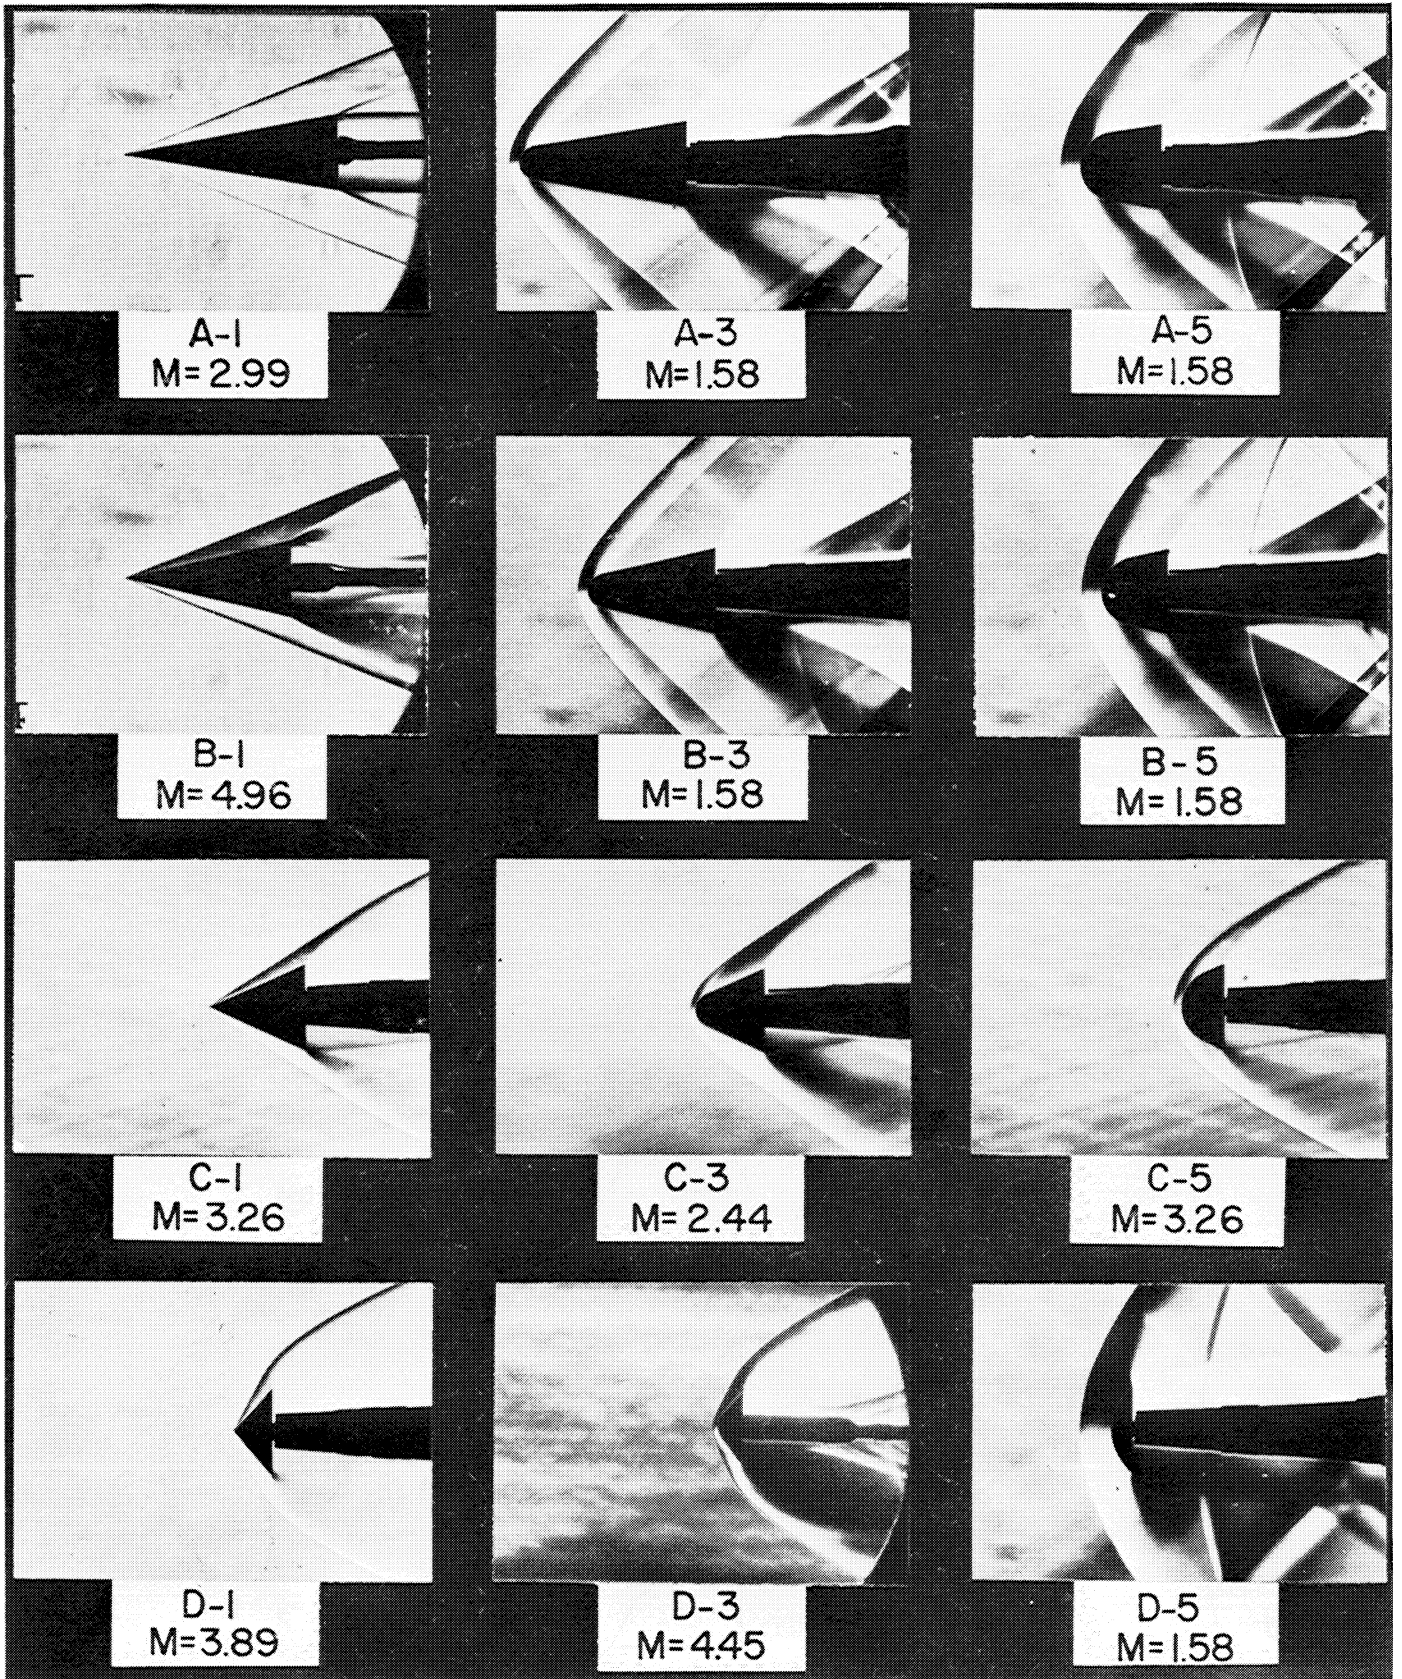 A-1
M=2.99
A-3
M=1.58
A-5
M=1.58
B-1
M=4.96
B-3
M=1.58
B-5
M=1.58
C-1
M=3.26
C-3
M=2.44
C-5
M=3.26
D-1
M=3.89
D-3
M=4.45
D-5
M=1.58